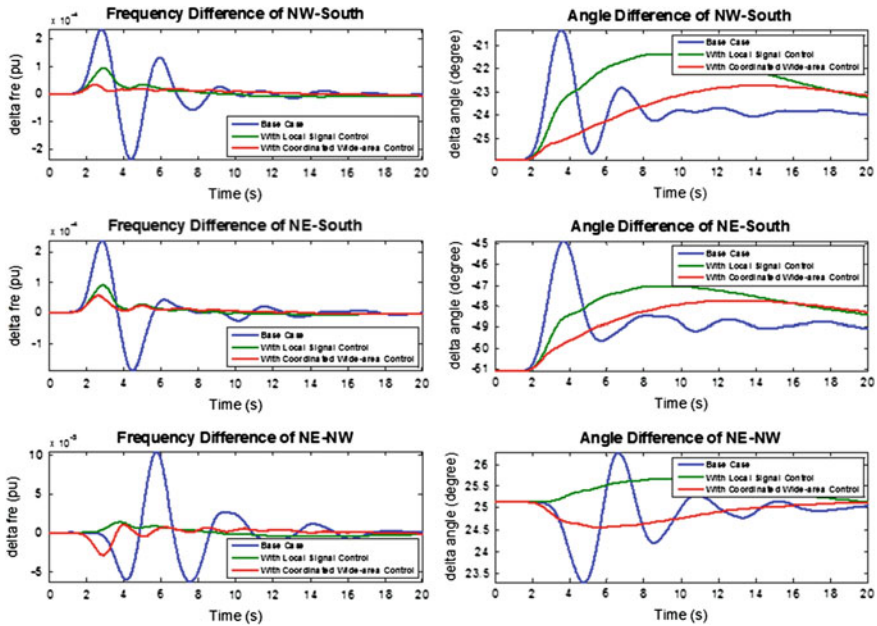 Frequency Difference of NW-South
x 10⁻⁴
2
1
0
-1
-2
0 2 4 6 8 10 12 14 16 18 20
delta fre (pu)
Time (s)
Base Case
With Local Signal Control
With Coordinated Wide-area Control
Angle Difference of NW-South
-21
-22
-23
-24
-25
0 2 4 6 8 10 12 14 16 18 20
delta angle (degree)
Time (s)
Base Case
With Local Signal Control
With Coordinated Wide-area Control
Frequency Difference of NE-South
x 10⁻⁴
2
1
0
-1
0 2 4 6 8 10 12 14 16 18 20
delta fre (pu)
Time (s)
Base Case
With Local Signal Control
With Coordinated Wide-area Control
Angle Difference of NE-South
-45
-46
-47
-48
-49
-50
-51
0 2 4 6 8 10 12 14 16 18 20
delta angle (degree)
Time (s)
Base Case
With Local Signal Control
With Coordinated Wide-area Control
Frequency Difference of NE-NW
x 10⁻⁵
10
5
0
-5
0 2 4 6 8 10 12 14 16 18 20
delta fre (pu)
Time (s)
Base Case
With Local Signal Control
With Coordinated Wide-area Control
Angle Difference of NE-NW
26
25.5
25
24.5
24
23.5
0 2 4 6 8 10 12 14 16 18 20
delta angle (degree)
Time (s)
Base Case
With Local Signal Control
With Coordinated Wide-area Control